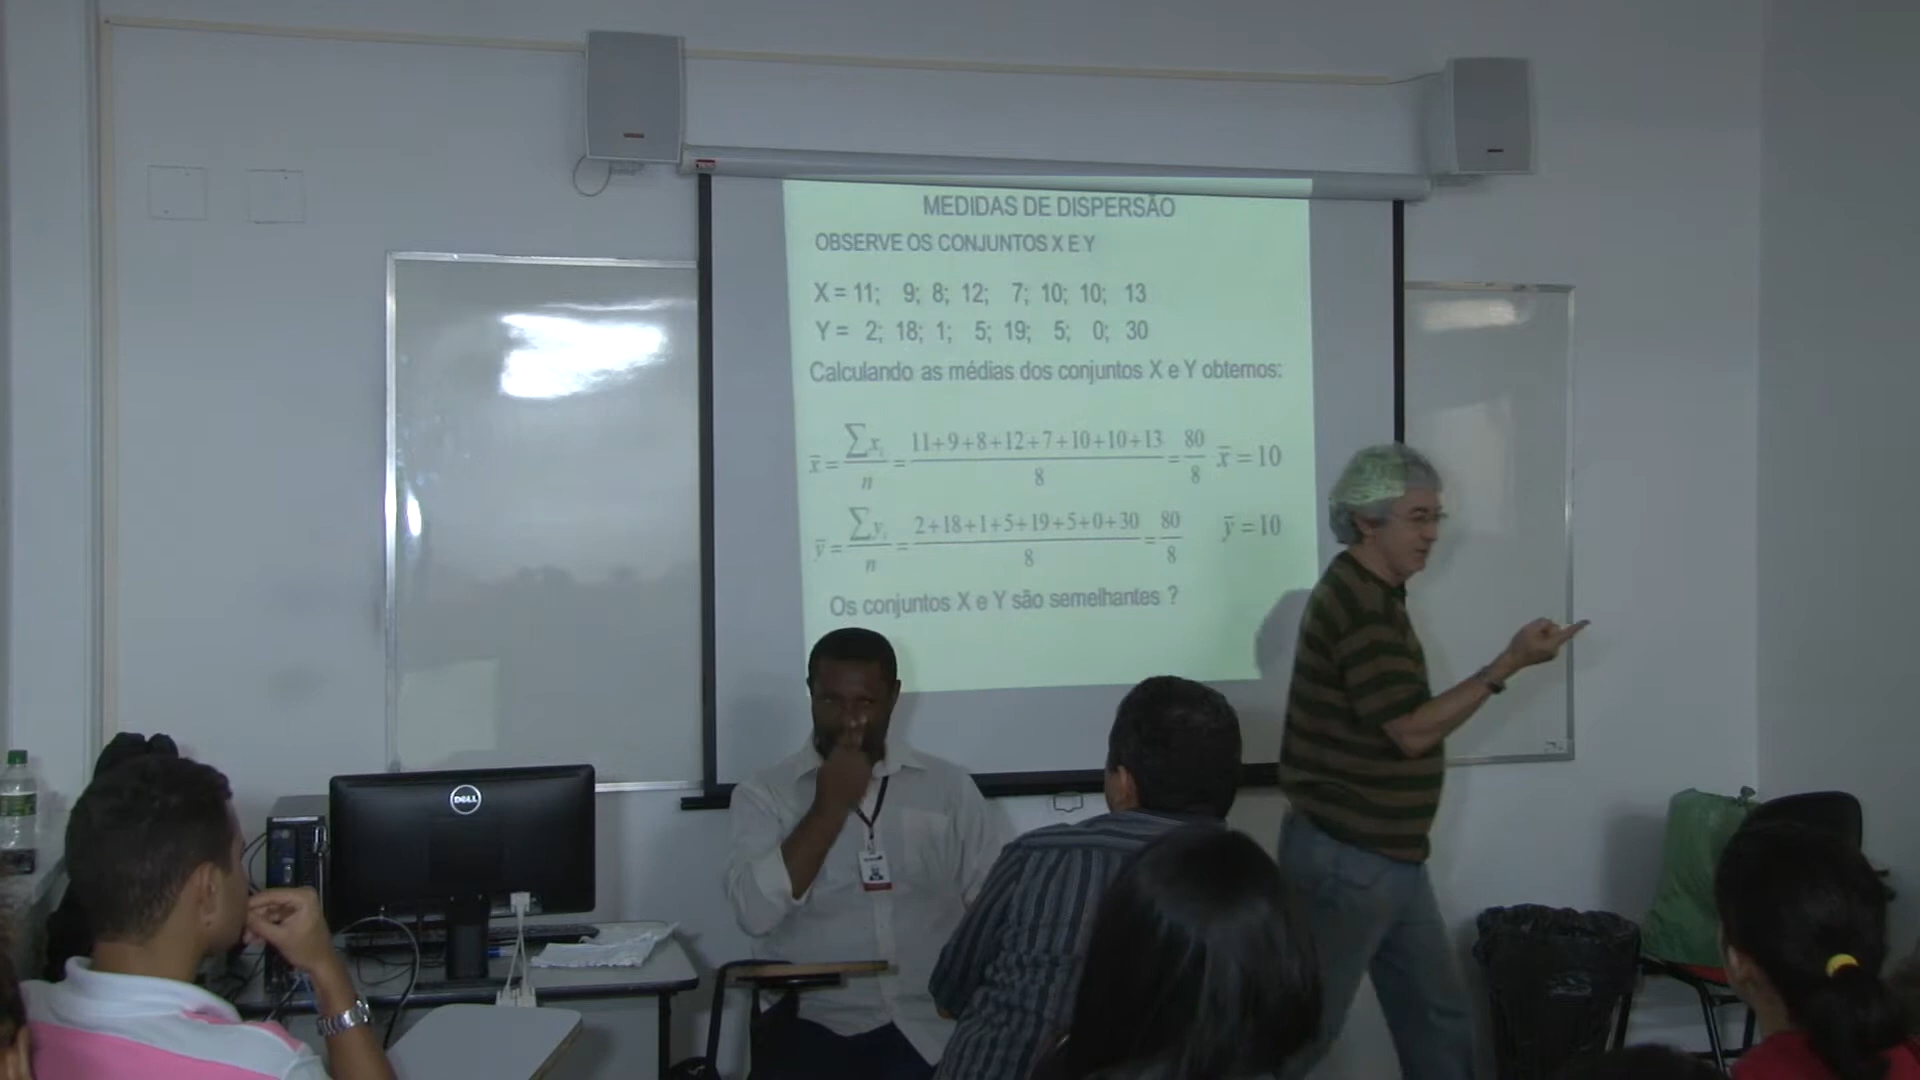 MEDIDAS DE DISPERSÃO
OBSERVE OS CONJUNTOS X E Y
X = 11; 9; 8; 12; 7; 10; 10; 13
Y = 2; 18; 1; 5; 19; 5; 0; 30
Calculando as médias dos conjuntos X e Y obtemos:
x̄ = ∑xᵢ / n = 11+9+8+12+7+10+10+13 / 8 = 80 / 8 x̄ = 10
ȳ = ∑yᵢ / n = 2+18+1+5+19+5+0+30 / 8 = 80 / 8 ȳ = 10
Os conjuntos X e Y são semelhantes ?
DELL